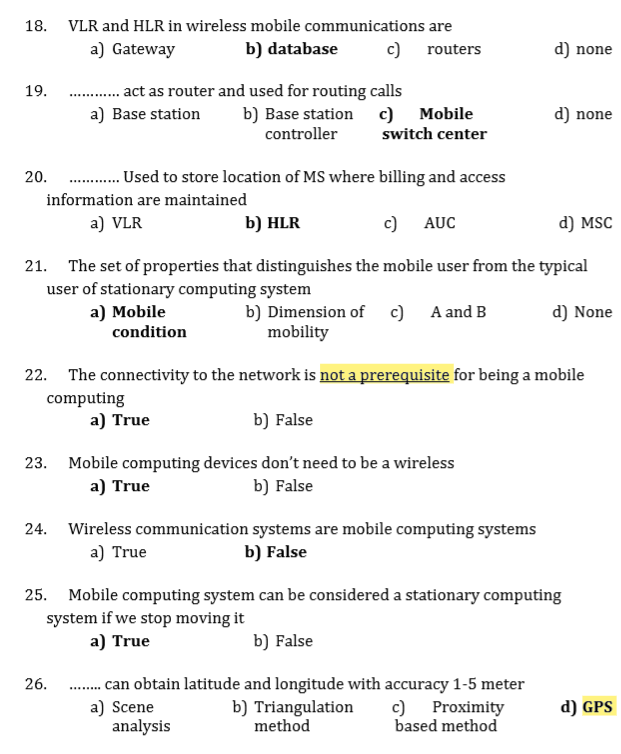 18. VLR and HLR in wireless mobile communications are
a) Gateway b) database c) routers d) none
19. ............ act as router and used for routing calls
a) Base station b) Base station c) Mobile d) none
controller switch center
20. ............ Used to store location of MS where billing and access
information are maintained
a) VLR b) HLR c) AUC d) MSC
21. The set of properties that distinguishes the mobile user from the typical
user of stationary computing system
a) Mobile b) Dimension of c) A and B d) None
condition mobility
22. The connectivity to the network is not a prerequisite for being a mobile
computing
a) True b) False
23. Mobile computing devices don't need to be a wireless
a) True b) False
24. Wireless communication systems are mobile computing systems
a) True b) False
25. Mobile computing system can be considered a stationary computing
system if we stop moving it
a) True b) False
26. ........ can obtain latitude and longitude with accuracy 1-5 meter
a) Scene b) Triangulation c) Proximity d) GPS
analysis method based method